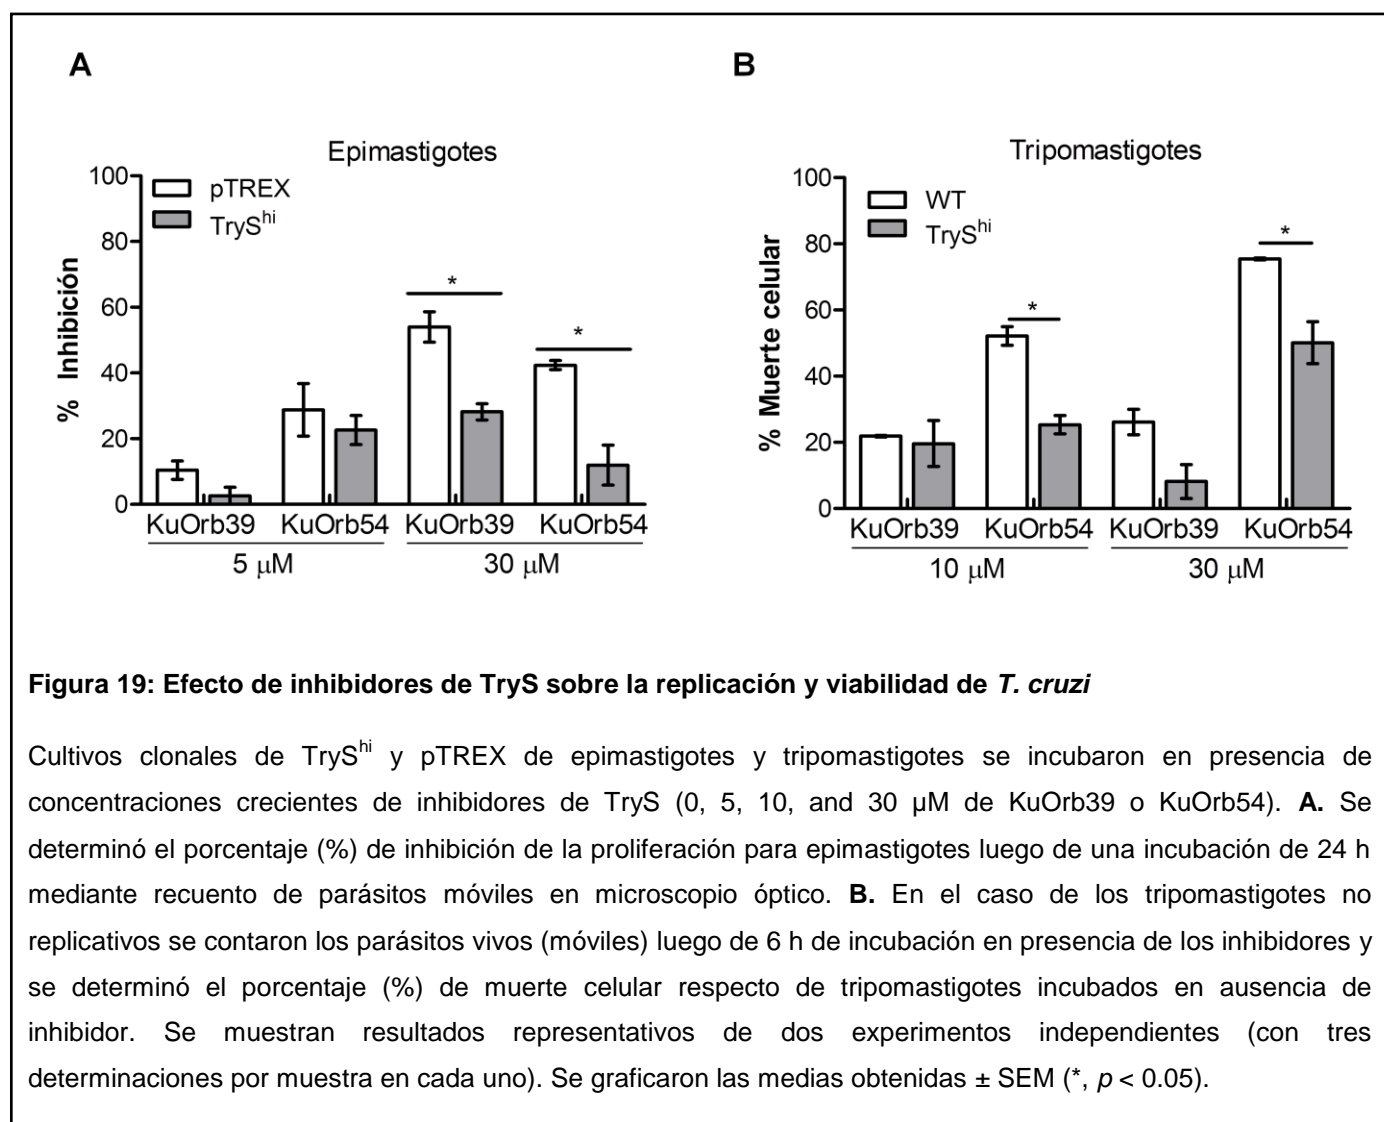 A
Epimastigotes
% Inhibición
100
80
60
40
20
0
pTREX
TryShi
*
*
KuOrb39 KuOrb54 KuOrb39 KuOrb54
5 µM 30 µM
B
Tripomastigotes
% Muerte celular
100
80
60
40
20
0
WT
TryShi
*
*
KuOrb39 KuOrb54 KuOrb39 KuOrb54
10 µM 30 µM
Figura 19: Efecto de inhibidores de TryS sobre la replicación y viabilidad de T. cruzi
Cultivos clonales de TryShi y pTREX de epimastigotes y tripomastigotes se incubaron en presencia de
concentraciones crecientes de inhibidores de TryS (0, 5, 10, and 30 µM de KuOrb39 o KuOrb54). A. Se
determinó el porcentaje (%) de inhibición de la proliferación para epimastigotes luego de una incubación de 24 h
mediante recuento de parásitos móviles en microscopio óptico. B. En el caso de los tripomastigotes no
replicativos se contaron los parásitos vivos (móviles) luego de 6 h de incubación en presencia de los inhibidores y
se determinó el porcentaje (%) de muerte celular respecto de tripomastigotes incubados en ausencia de
inhibidor. Se muestran resultados representativos de dos experimentos independientes (con tres
determinaciones por muestra en cada uno). Se graficaron las medias obtenidas ± SEM (*, p < 0.05).